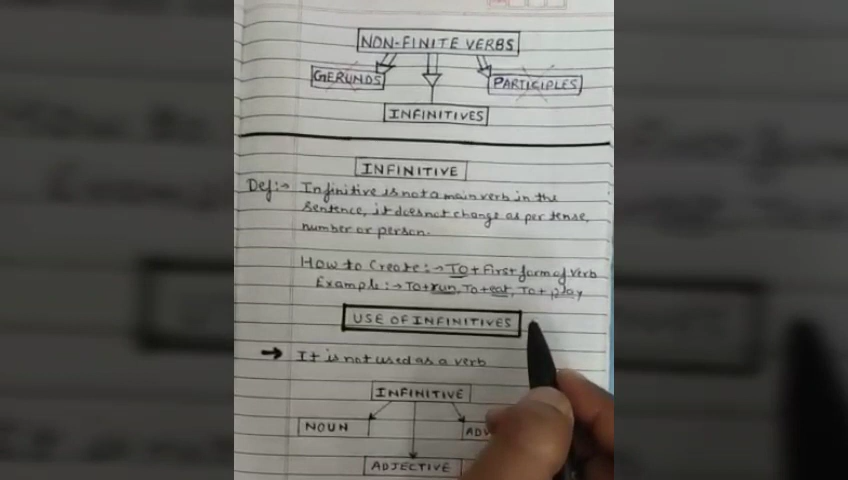 NON-FINITE VERBS
GERUNDS
PARTICIPLES
INFINITIVES
INFINITIVE
Def:→ Infinitive is not a main verb in the
sentence, it does not change as per tense,
number or person.
How to Create:→ TO + first form of verb
Example:→ TO+run, TO+eat, TO+play
USE OF INFINITIVES
→ It is not used as a verb
INFINITIVE
NOUN
ADJECTIVE